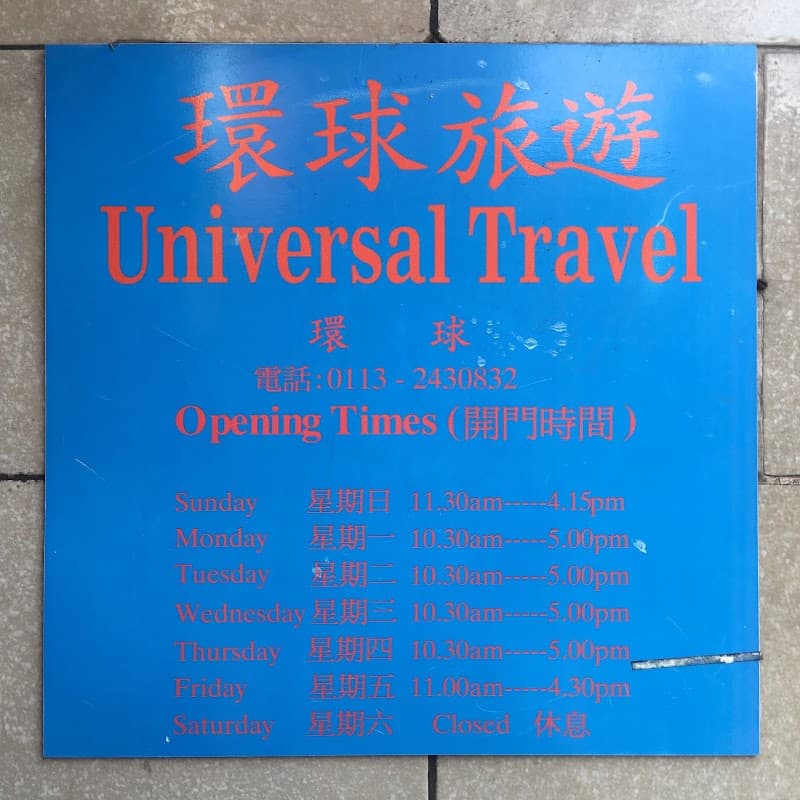 環球旅遊
Universal Travel
環 球
電話:0113 - 2430832
Opening Times (開門時間)
Sunday 星期日 11.30am-----4.15pm
Monday 星期一 10.30am-----5.00pm
Tuesday 星期二 10.30am-----5.00pm
Wednesday 星期三 10.30am-----5.00pm
Thursday 星期四 10.30am-----5.00pm
Friday 星期五 11.00am-----4.30pm
Saturday 星期六 Closed 休息